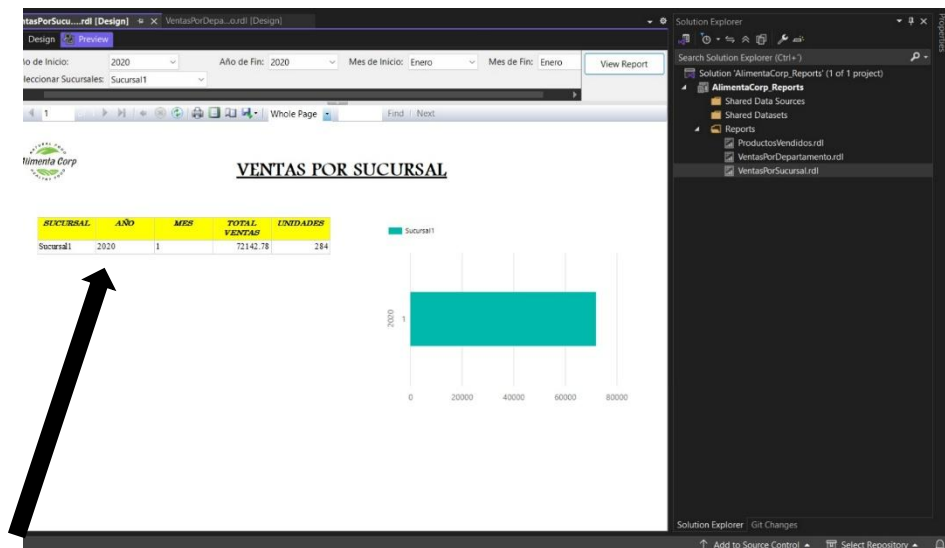 tasPorSucu....rdl [Design] VentasPorDepa...o.rdl [Design]
Design Preview
ño de Inicio: 2020 Año de Fin: 2020 Mes de Inicio: Enero Mes de Fin: Enero View Report
leccionar Sucursales: Sucursal1
1 Whole Page Find Next
limenta Corp
VENTAS POR SUCURSAL
SUCURSAL AÑO MES TOTAL VENTAS UNIDADES
Sucursal1 2020 1 72142.78 284
Sucursal1
2020
1
0 20000 40000 60000 80000
Solution Explorer
Search Solution Explorer (Ctrl+')
Solution 'AlimentaCorp_Reports' (1 of 1 project)
AlimentaCorp_Reports
Shared Data Sources
Shared Datasets
Reports
ProductosVendidos.rdl
VentasPorDepartamento.rdl
VentasPorSucursal.rdl
Properties
Solution Explorer Git Changes
Add to Source Control Select Repository